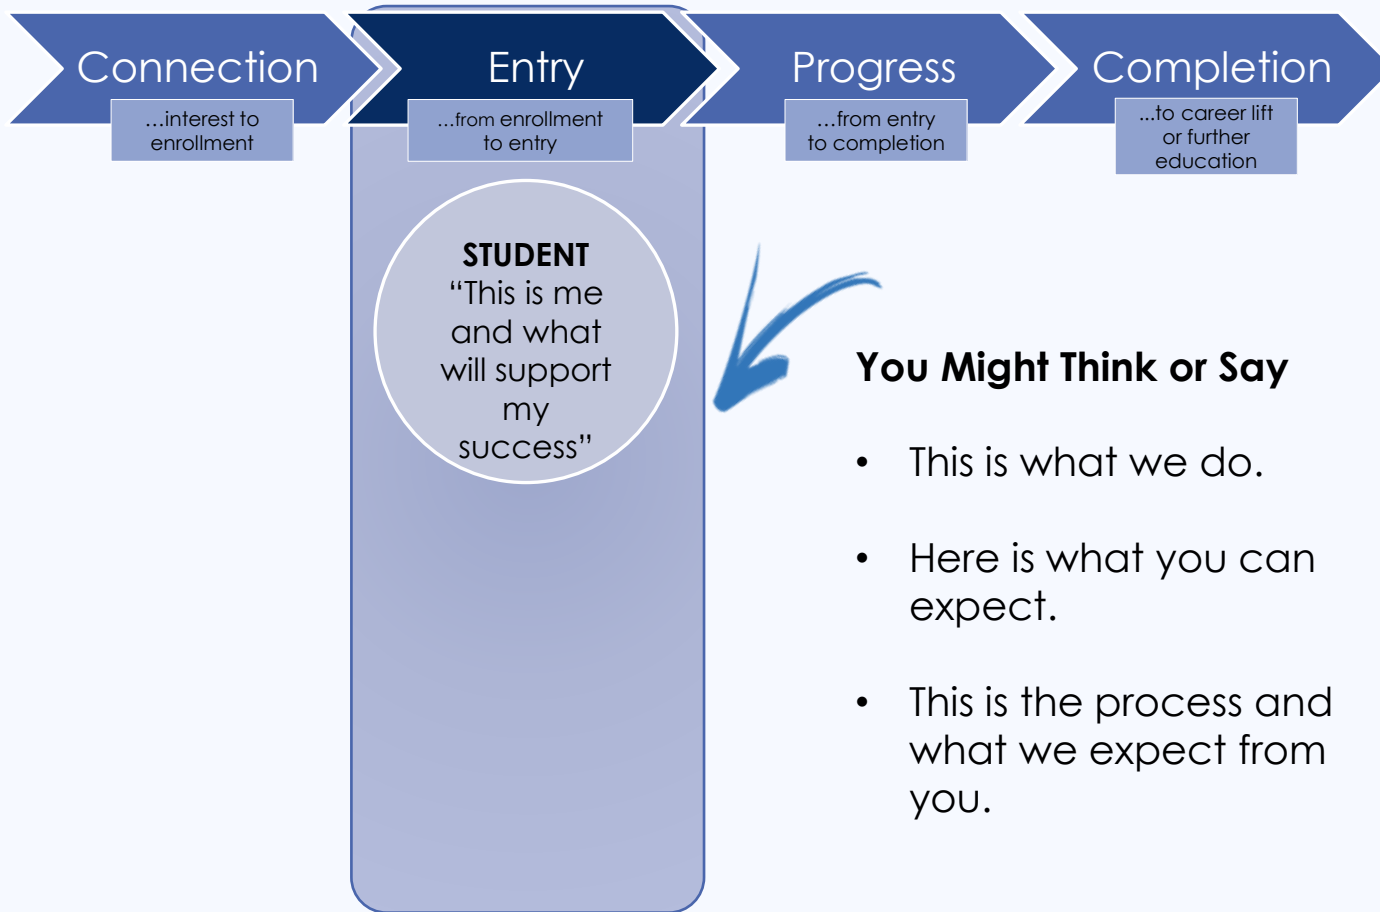 Connection
…interest to
enrollment
Entry
...from enrollment
to entry
Progress
…from entry
to completion
Completion
...to career lift
or further
education
STUDENT
“This is me
and what
will support
my
success”
You Might Think or Say
• This is what we do.
• Here is what you can
expect.
• This is the process and
what we expect from
you.